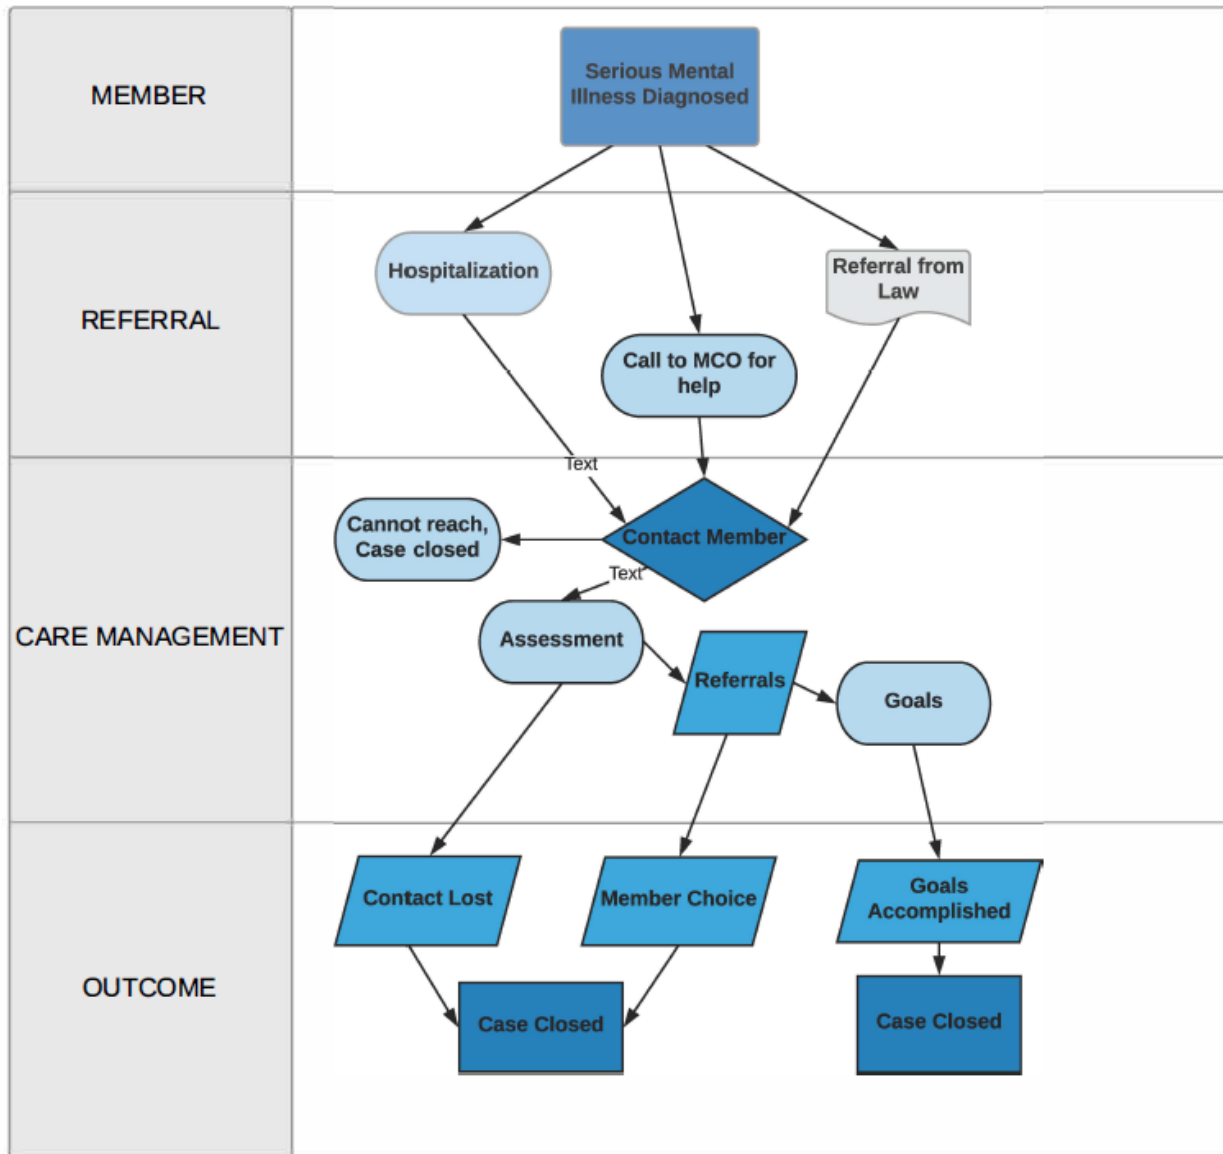 MEMBER
Serious Mental
Illness Diagnosed
REFERRAL
Hospitalization
Referral from
Law
Call to MCO for
help
Text
CARE MANAGEMENT
Cannot reach,
Case closed
Contact Member
Text
Assessment
Referrals
Goals
OUTCOME
Contact Lost
Member Choice
Goals
Accomplished
Case Closed
Case Closed